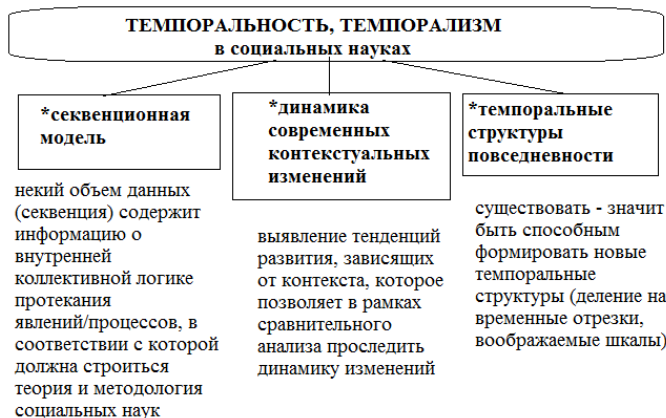 ТЕМПОРАЛЬНОСТЬ, ТЕМПОРАЛИЗМ
в социальных науках
*секвенционная
модель
*динамика
современных
контекстуальных
изменений
*темпоральные
структуры
повседневности
некий объем данных
(секвенция) содержит
информацию о
внутренней
коллективной логике
протекания
явлений/процессов, в
соответствии с которой
должна строиться
теория и методология
социальных наук
выявление тенденций
развития, зависящих
от контекста, которое
позволяет в рамках
сравнительного
анализа проследить
динамику изменений
существовать - значит
быть способным
формировать новые
темпоральные
структуры (деление на
временные отрезки,
воображаемые шкалы)